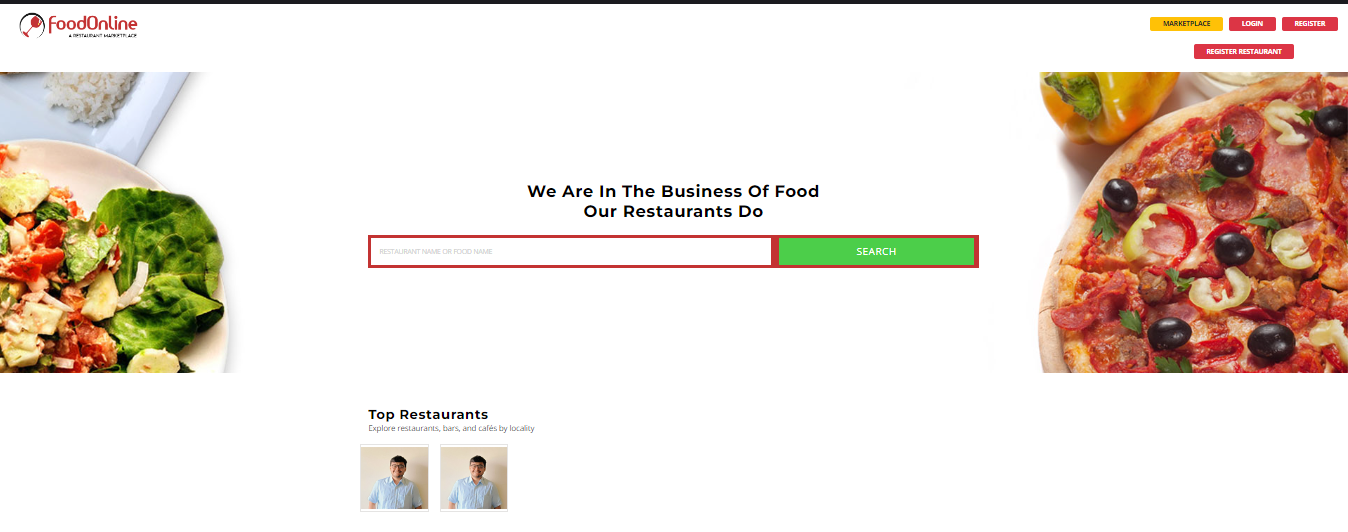 FoodOnline
A RESTAURANT MARKETPLACE
MARKETPLACE
LOGIN
REGISTER
REGISTER RESTAURANT
We Are In The Business Of Food
Our Restaurants Do
RESTAURANT NAME OR FOOD NAME
SEARCH
Top Restaurants
Explore restaurants, bars, and cafés by locality